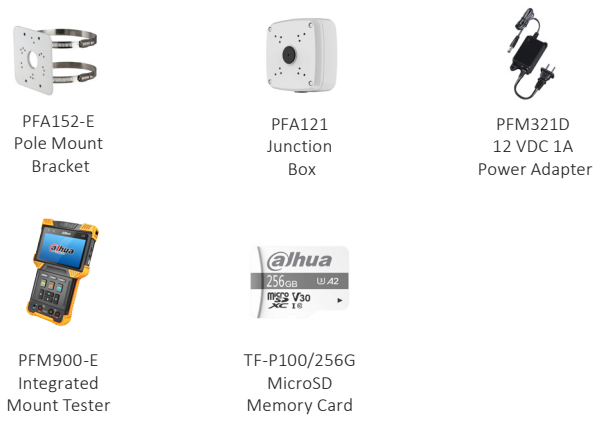 PFA152-E
Pole Mount
Bracket
PFA121
Junction
Box
PFM321D
12 VDC 1A
Power Adapter
alhua
alhua
256GB
U3 A2
micro SD XC V30 I 10
PFM900-E
Integrated
Mount Tester
TF-P100/256G
MicroSD
Memory Card